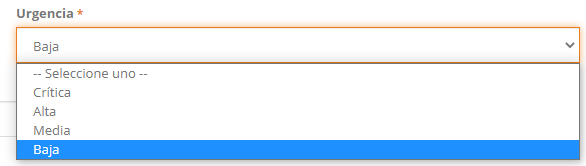 Urgencia *
Baja
-- Seleccione uno --
Crítica
Alta
Media
Baja